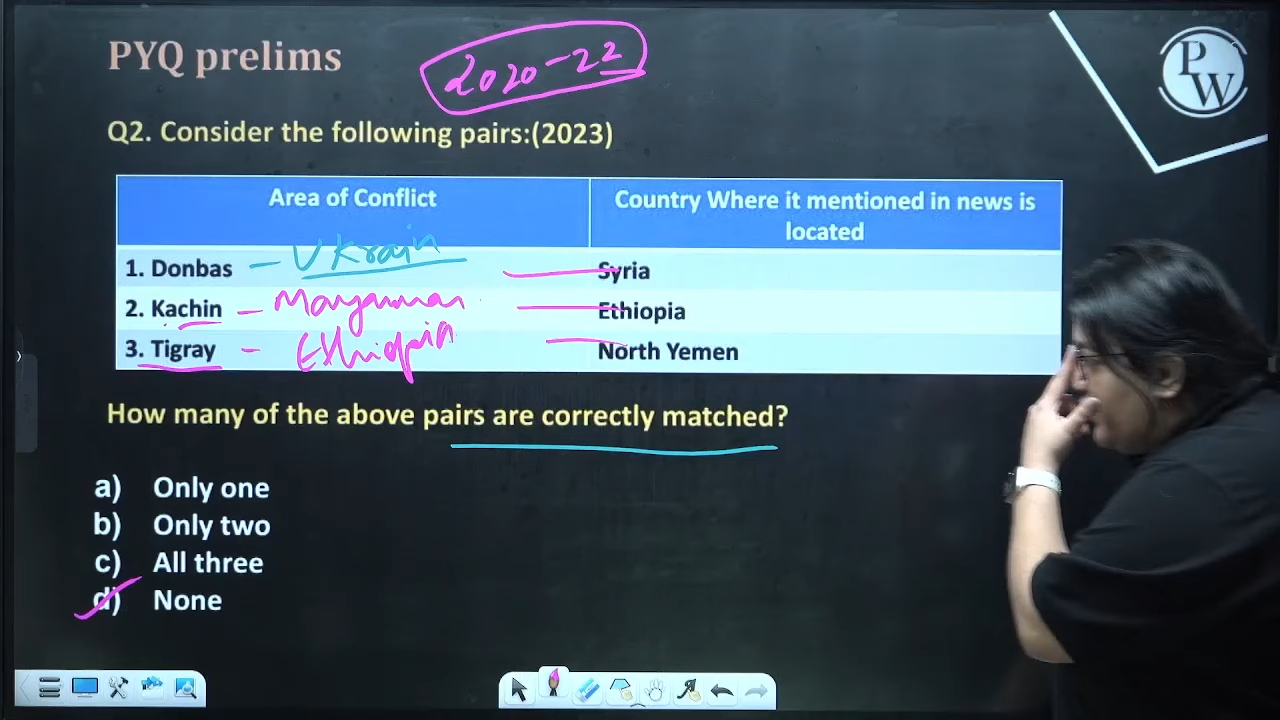 PYQ prelims
2020-22
PW
Q2. Consider the following pairs:(2023)
Area of Conflict
Country Where it mentioned in news is located
1. Donbas - Ukrain
Syria
2. Kachin - Mayanmar
Ethiopia
3. Tigray - Ethiopia
North Yemen
How many of the above pairs are correctly matched?
a) Only one
b) Only two
c) All three
d) None